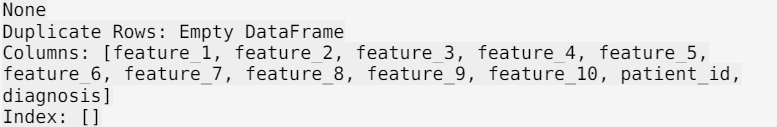 None
Duplicate Rows: Empty DataFrame
Columns: [feature_1, feature_2, feature_3, feature_4, feature_5,
feature_6, feature_7, feature_8, feature_9, feature_10, patient_id,
diagnosis]
Index: []